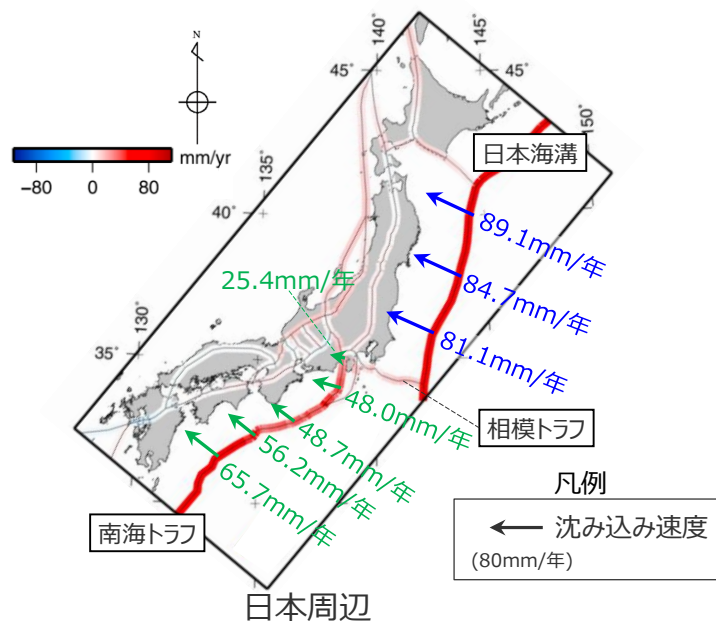 N
140
145
45°
45°
150
日本海溝
mm/yr
−80
0
80
135
40°
89.1mm/年
84.7mm/年
25.4mm/年
81.1mm/年
130
35°
48.0mm/年
相模トラフ
48.7mm/年
56.2mm/年
65.7mm/年
南海トラフ
凡例
沈み込み速度
(80mm/年)
日本周辺